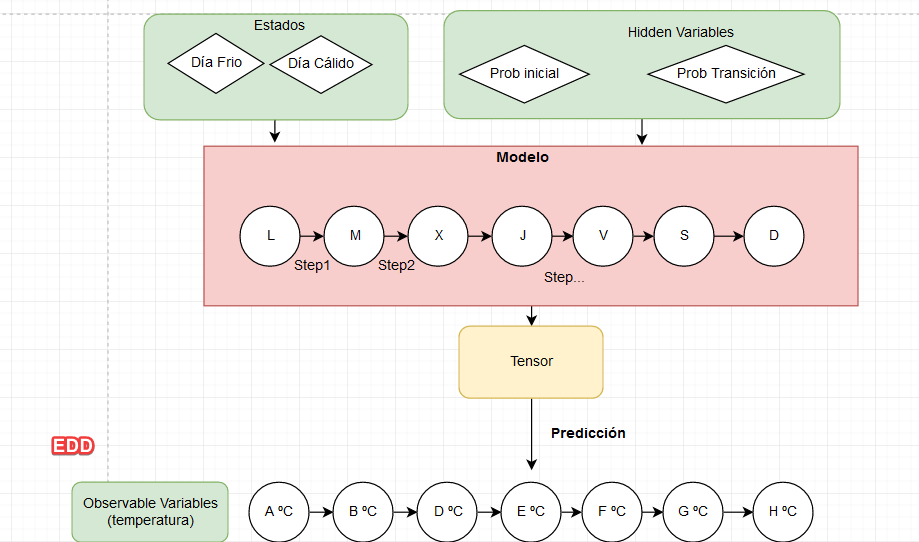 Estados
Hidden Variables
Día Frio
Día Cálido
Prob inicial
Prob Transición
Modelo
L
M
X
J
V
S
D
Step1
Step2
Step...
Tensor
Predicción
EDD
Observable Variables
(temperatura)
A ºC
B ºC
D ºC
E ºC
F ºC
G ºC
H ºC